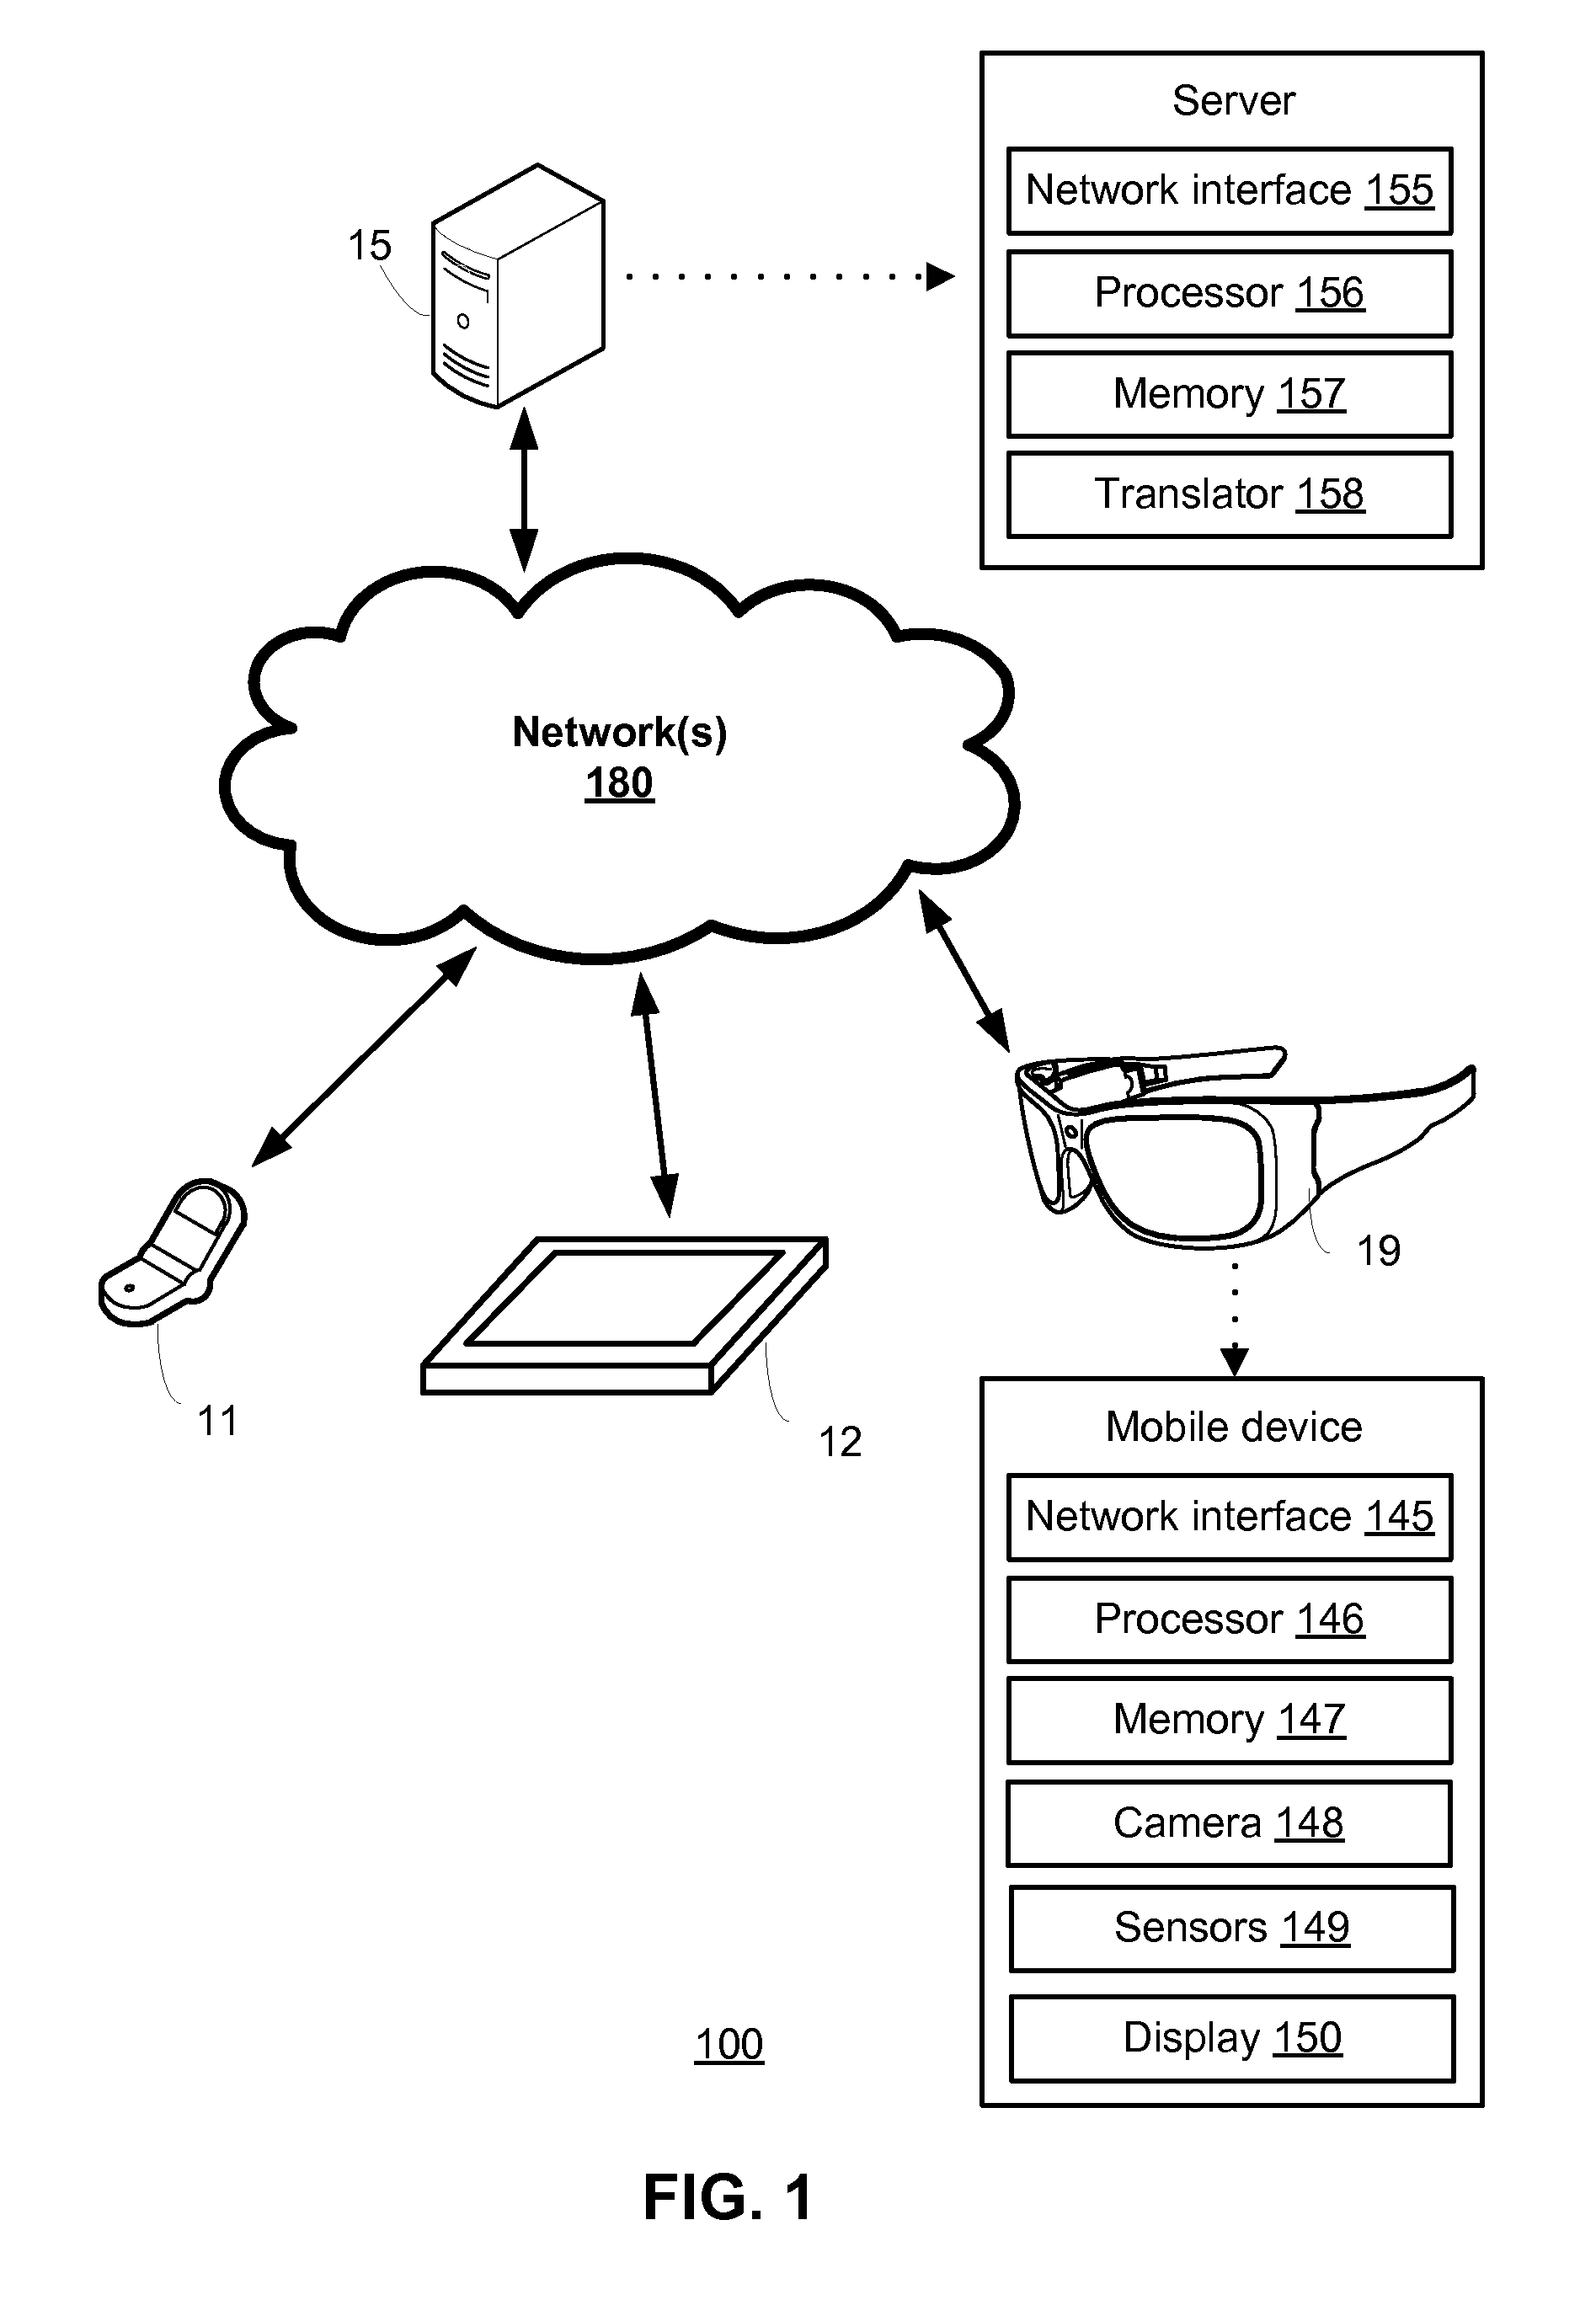 Server
Network interface 155
Processor 156
Memory 157
Translator 158
15
Network(s)
180
19
11
12
Mobile device
Network interface 145
Processor 146
Memory 147
Camera 148
Sensors 149
Display 150
100
FIG. 1